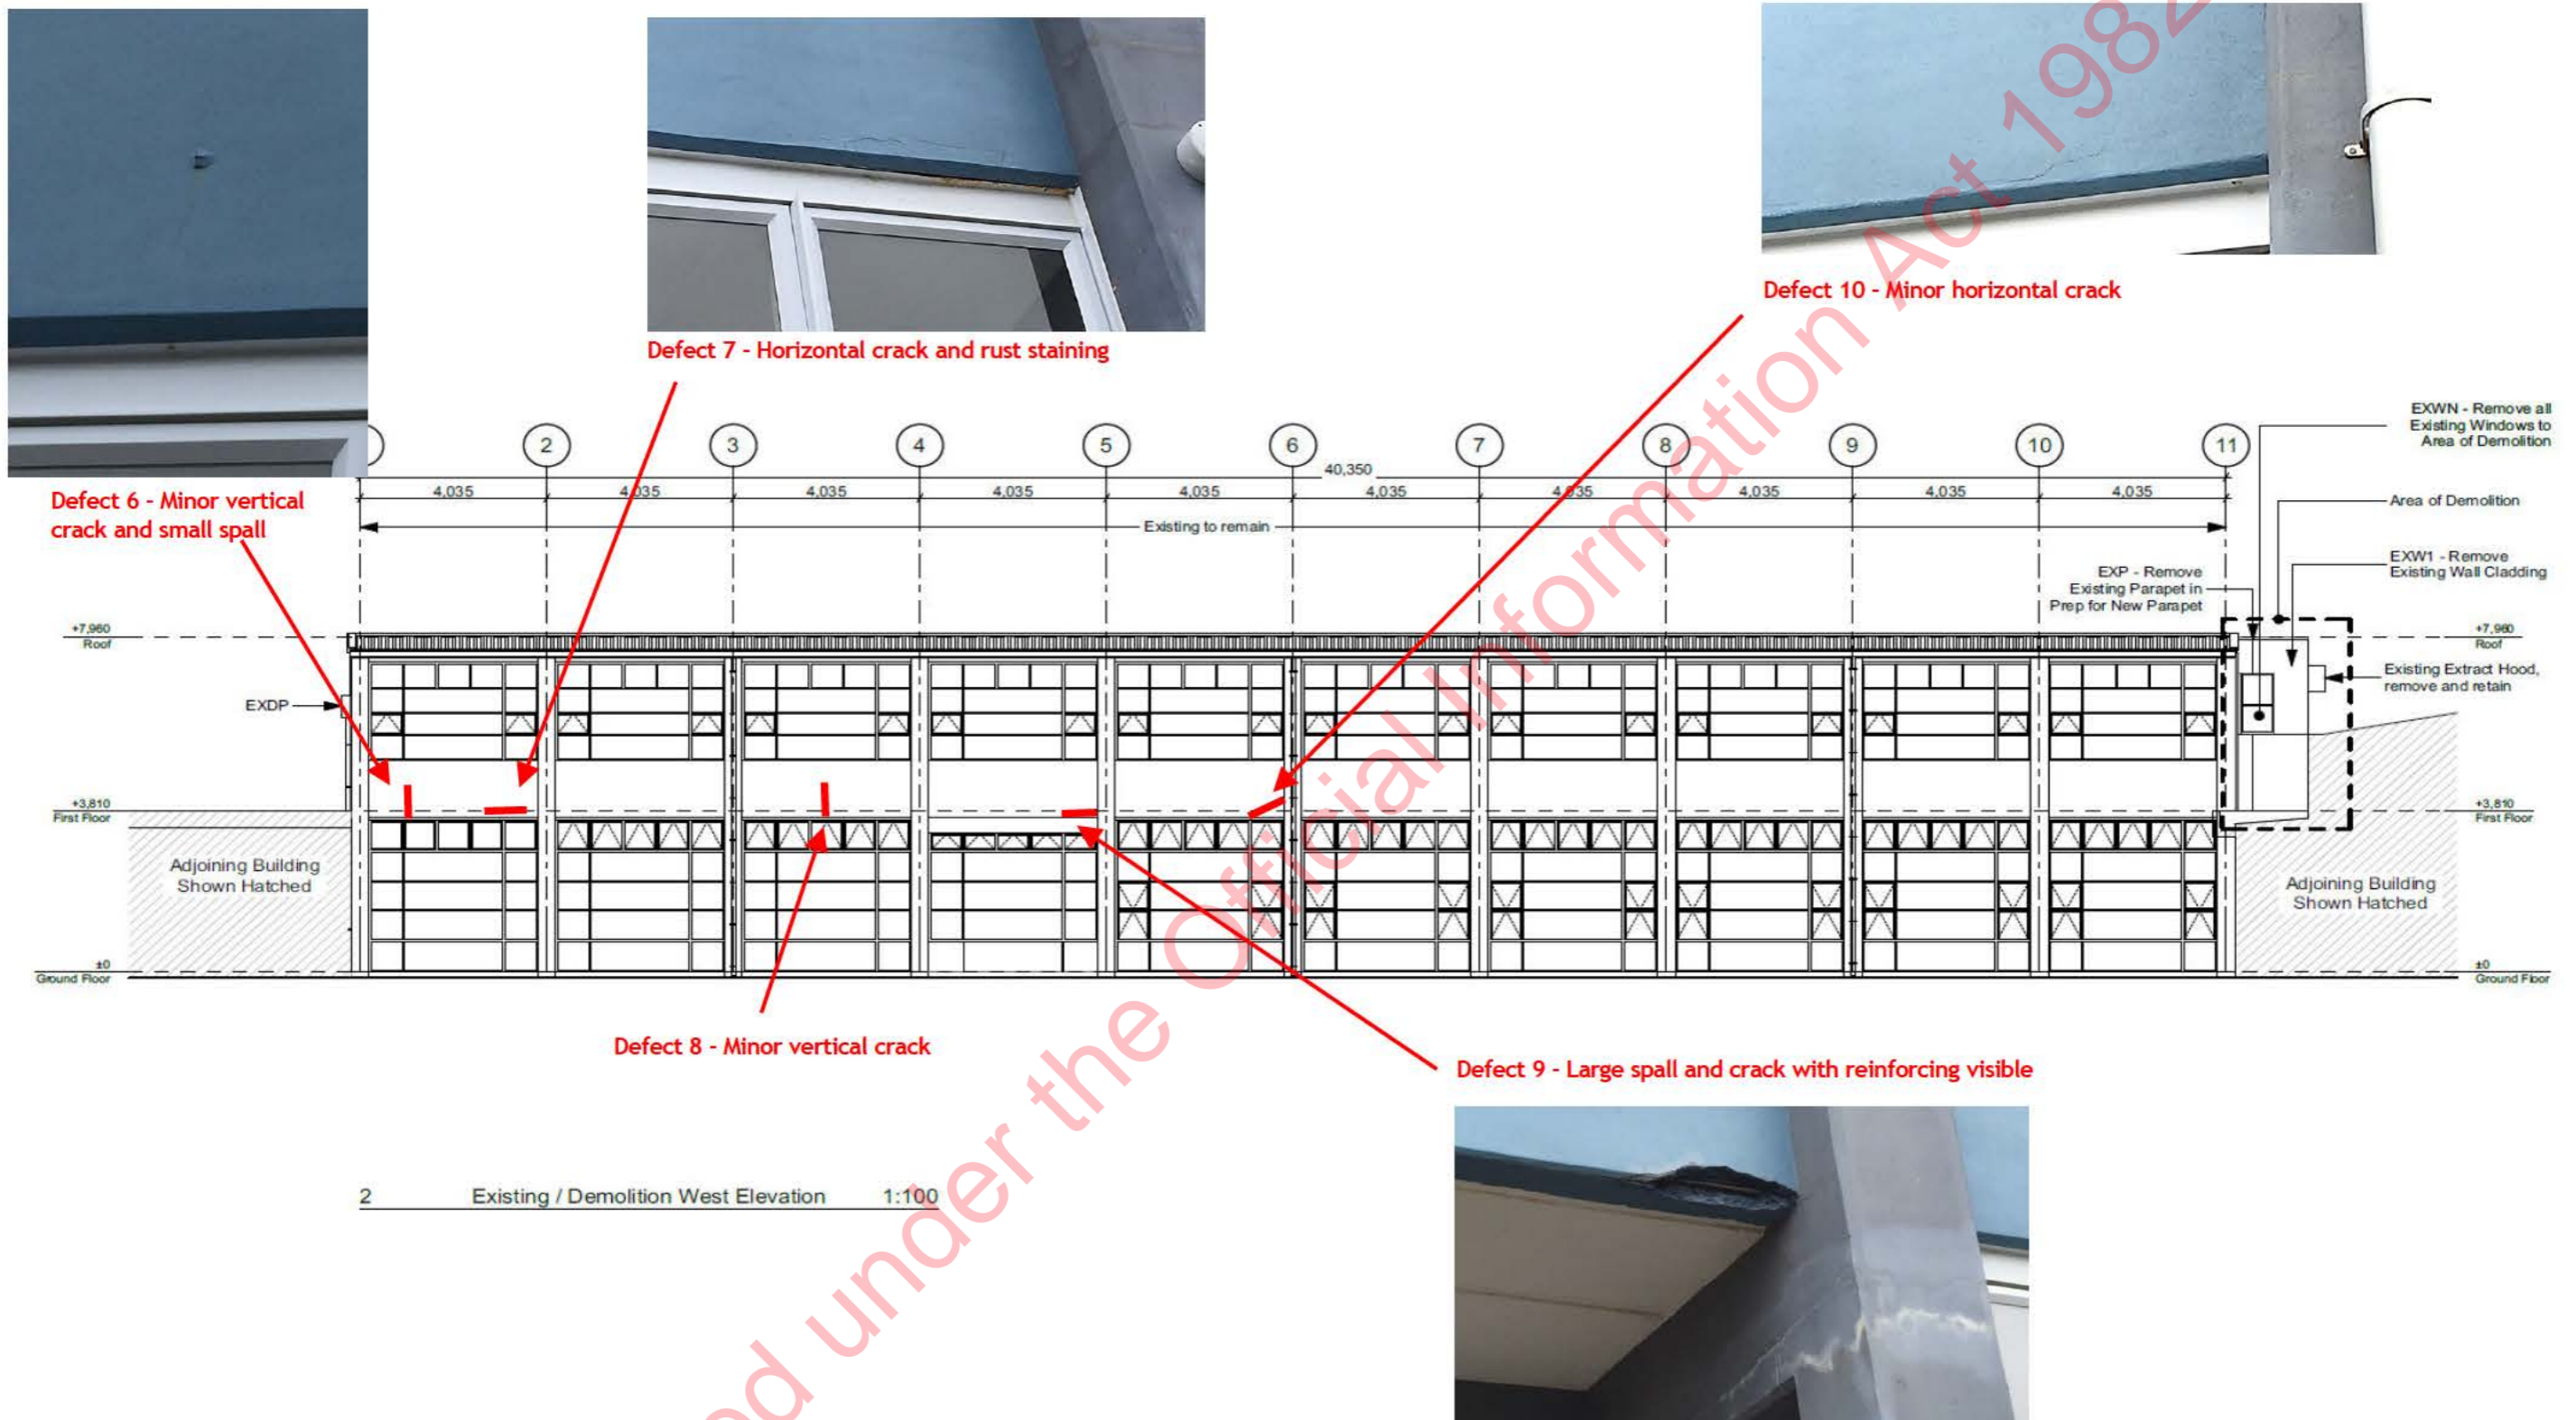 Defect 7 - Horizontal crack and rust staining
Defect 10 - Minor horizontal crack
Defect 6 - Minor vertical
crack and small spall
2
3
4
5
6
7
8
9
10
11
40,350
4,035
4,035
4,035
4,035
4,035
4,035
4,035
4,035
4,035
4,035
Existing to remain
EXWN - Remove all
Existing Windows to
Area of Demolition
Area of Demolition
EXW1 - Remove
Existing Wall Cladding
EXP - Remove
Existing Parapet in
Prep for New Parapet
+7,960
Roof
+7,960
Roof
Existing Extract Hood,
remove and retain
EXDP
+3,810
First Floor
+3,810
First Floor
Adjoining Building
Shown Hatched
Adjoining Building
Shown Hatched
±0
Ground Floor
±0
Ground Floor
Defect 8 - Minor vertical crack
Defect 9 - Large spall and crack with reinforcing visible
2 Existing / Demolition West Elevation 1:100
under the Official Information Act 1982